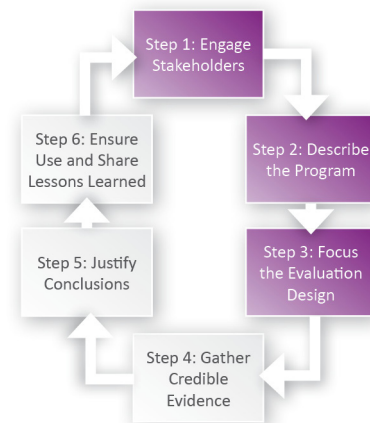 Step 1: Engage
Stakeholders
Step 2: Describe
the Program
Step 3: Focus
the Evaluation
Design
Step 4: Gather
Credible
Evidence
Step 5: Justify
Conclusions
Step 6: Ensure
Use and Share
Lessons Learned